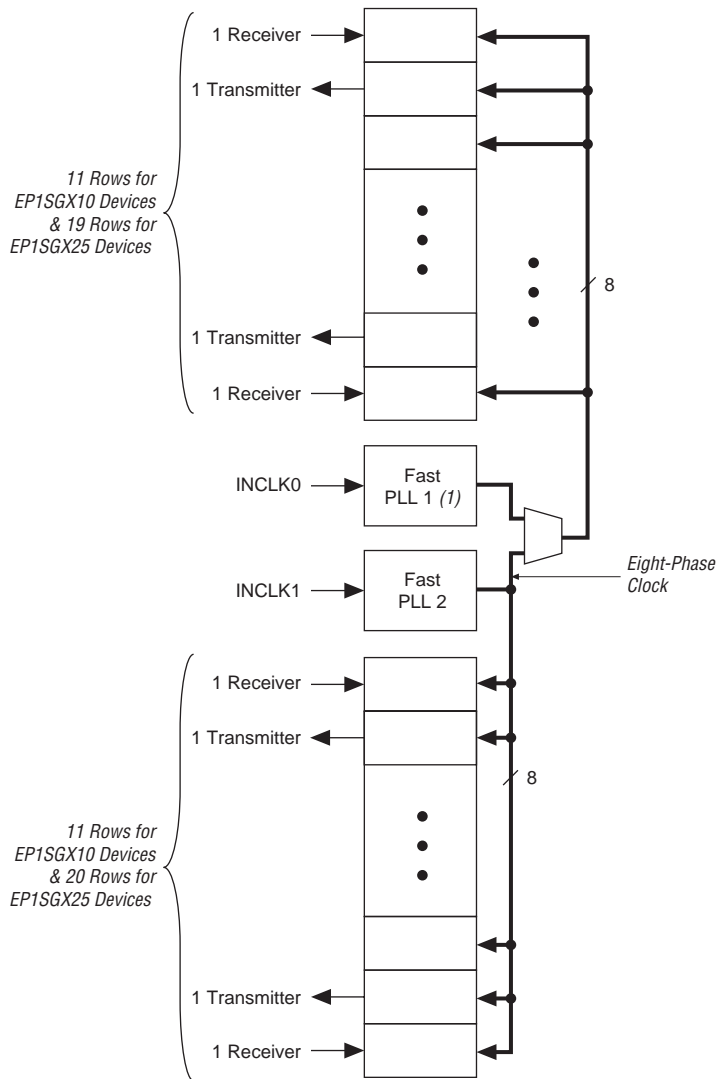 1 Receiver
1 Transmitter
11 Rows for
EP1SGX10 Devices
& 19 Rows for
EP1SGX25 Devices
8
1 Transmitter
1 Receiver
INCLK0
Fast
PLL 1 (1)
INCLK1
Fast
PLL 2
Eight-Phase
Clock
1 Receiver
1 Transmitter
8
11 Rows for
EP1SGX10 Devices
& 20 Rows for
EP1SGX25 Devices
1 Transmitter
1 Receiver